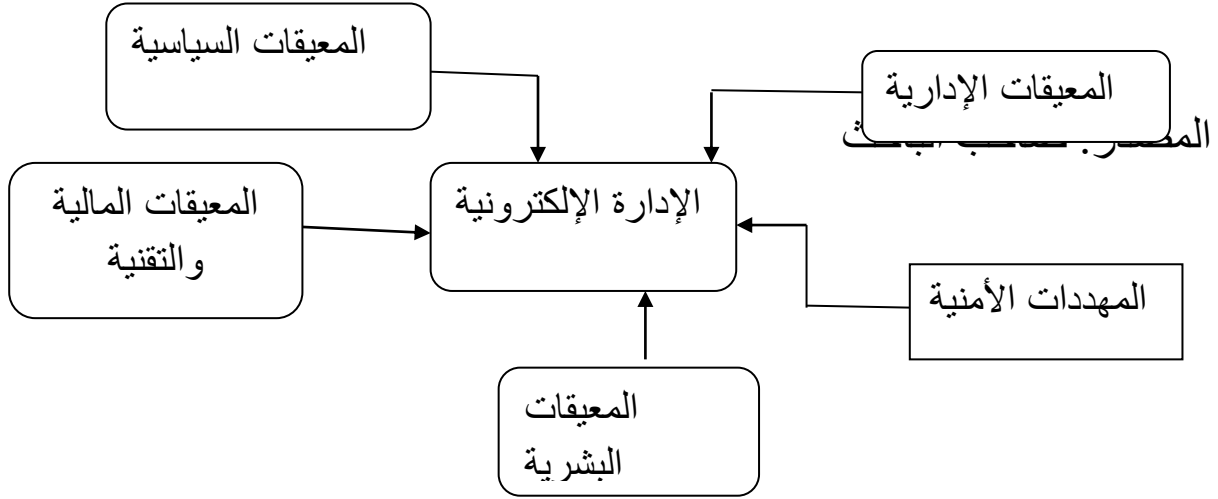 المعيقات السياسية
المعيقات الإدارية
المعيقات المالية
والتقنية
الإدارة الإلكترونية
المهددات الأمنية
المعيقات
البشرية